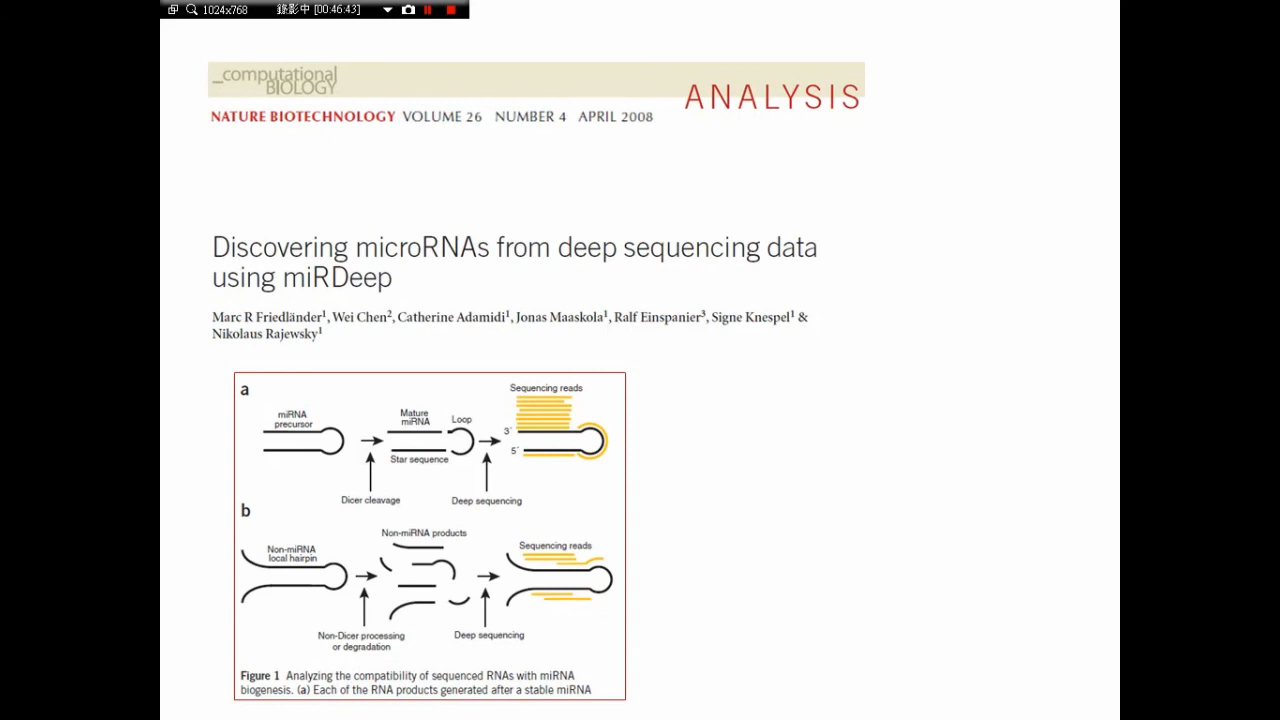 1024x768 錄影中 [00:46:43]
_computational
BIOLOGY
ANALYSIS
NATURE BIOTECHNOLOGY VOLUME 26 NUMBER 4 APRIL 2008
Discovering microRNAs from deep sequencing data
using miRDeep
Marc R Friedländer¹, Wei Chen², Catherine Adamidi¹, Jonas Maaskola¹, Ralf Einspanier³, Signe Knespel¹ &
Nikolaus Rajewsky¹
a
miRNA
precursor
Mature
miRNA
Loop
Star sequence
Sequencing reads
3´
5´
Dicer cleavage
Deep sequencing
b
Non-miRNA
local hairpin
Non-miRNA products
Sequencing reads
Non-Dicer processing
or degradation
Deep sequencing
Figure 1 Analyzing the compatibility of sequenced RNAs with miRNA
biogenesis. (a) Each of the RNA products generated after a stable miRNA